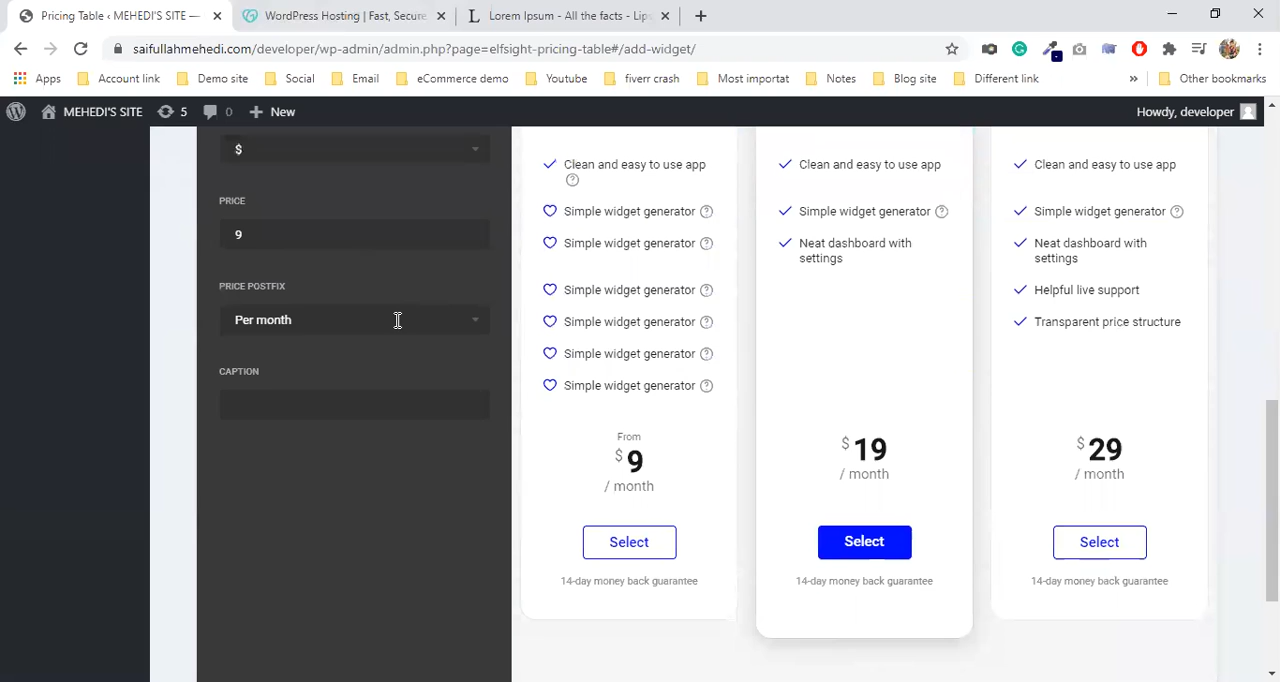 Pricing Table ‹ MEHEDI'S SITE —
WordPress Hosting | Fast, Secure
Lorem Ipsum - All the facts - Lips
saifullahmehedi.com/developer/wp-admin/admin.php?page=elfsight-pricing-table#/add-widget/
Apps Account link Demo site Social Email eCommerce demo Youtube fiverr crash Most importat Notes Blog site Different link » Other bookmarks
MEHEDI'S SITE 5 0 New Howdy, developer
$
PRICE
9
PRICE POSTFIX
Per month
CAPTION
Clean and easy to use app
Simple widget generator
Simple widget generator
Simple widget generator
Simple widget generator
Simple widget generator
Simple widget generator
From
$ 9
/ month
Select
14-day money back guarantee
Clean and easy to use app
Simple widget generator
Neat dashboard with
settings
$ 19
/ month
Select
14-day money back guarantee
Clean and easy to use app
Simple widget generator
Neat dashboard with
settings
Helpful live support
Transparent price structure
$ 29
/ month
Select
14-day money back guarantee